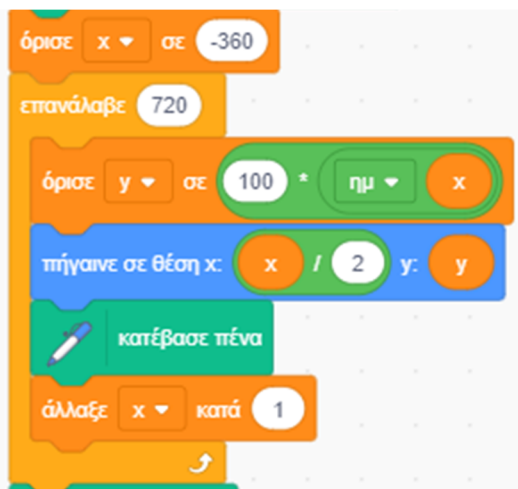 όρισε x σε -360
επανάλαβε 720
όρισε y σε 100 * ημ x
πήγαινε σε θέση x: x / 2 y: y
κατέβασε πένα
άλλαξε x κατά 1